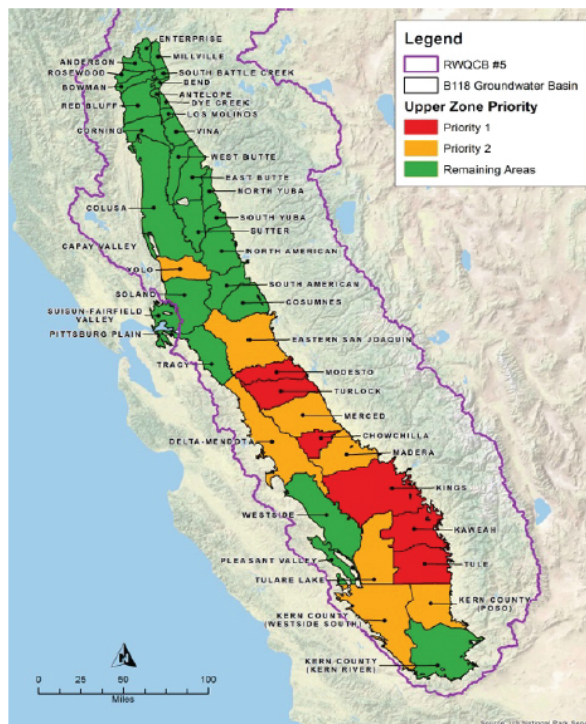 Legend
RWQCB #5
B118 Groundwater Basin
Upper Zone Priority
Priority 1
Priority 2
Remaining Areas
ENTERPRISE
MILLVILLE
ANDERSON
ROSEWOOD
SOUTH BATTLE CREEK
BOWMAN
BEND
ANTELOPE
RED BLUFF
DYE CREEK
LOS MOLINOS
CORNING
VINA
WEST BUTTE
EAST BUTTE
NORTH YUBA
COLUSA
SOUTH YUBA
SUTTER
CAPAY VALLEY
NORTH AMERICAN
YOLO
SOUTH AMERICAN
SOLANO
COSUMNES
SUISUN-FAIRFIELD
VALLEY
PITTSBURG PLAIN
EASTERN SAN JOAQUIN
TRACY
MODESTO
TURLOCK
MERCED
DELTA-MENDOTA
CHOWCHILLA
MADERA
KINGS
WESTSIDE
KAWEAH
PLEASANT VALLEY
TULE
TULARE LAKE
KERN COUNTY
(POSO)
KERN COUNTY
(WESTSIDE SOUTH)
KERN COUNTY
(KERN RIVER)
0 50 100
Miles